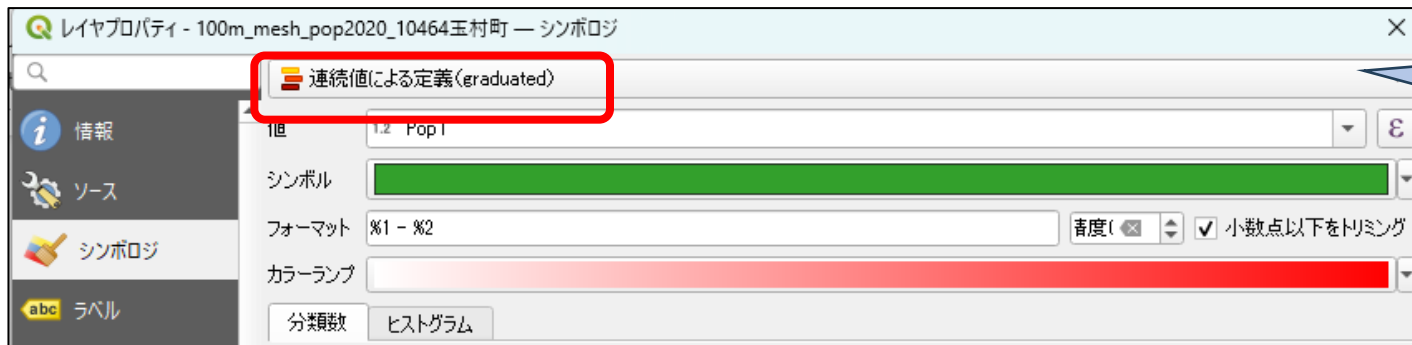 レイヤプロパティ - 100m_mesh_pop2020_10464玉村町 — シンボロジ
連続値による定義(graduated)
情報
値
1.2 PopT
ε
ソース
シンボル
フォーマット
%1 - %2
小数点以下をトリミング
シンボロジ
カラーランプ
abc ラベル
分類数
ヒストグラム